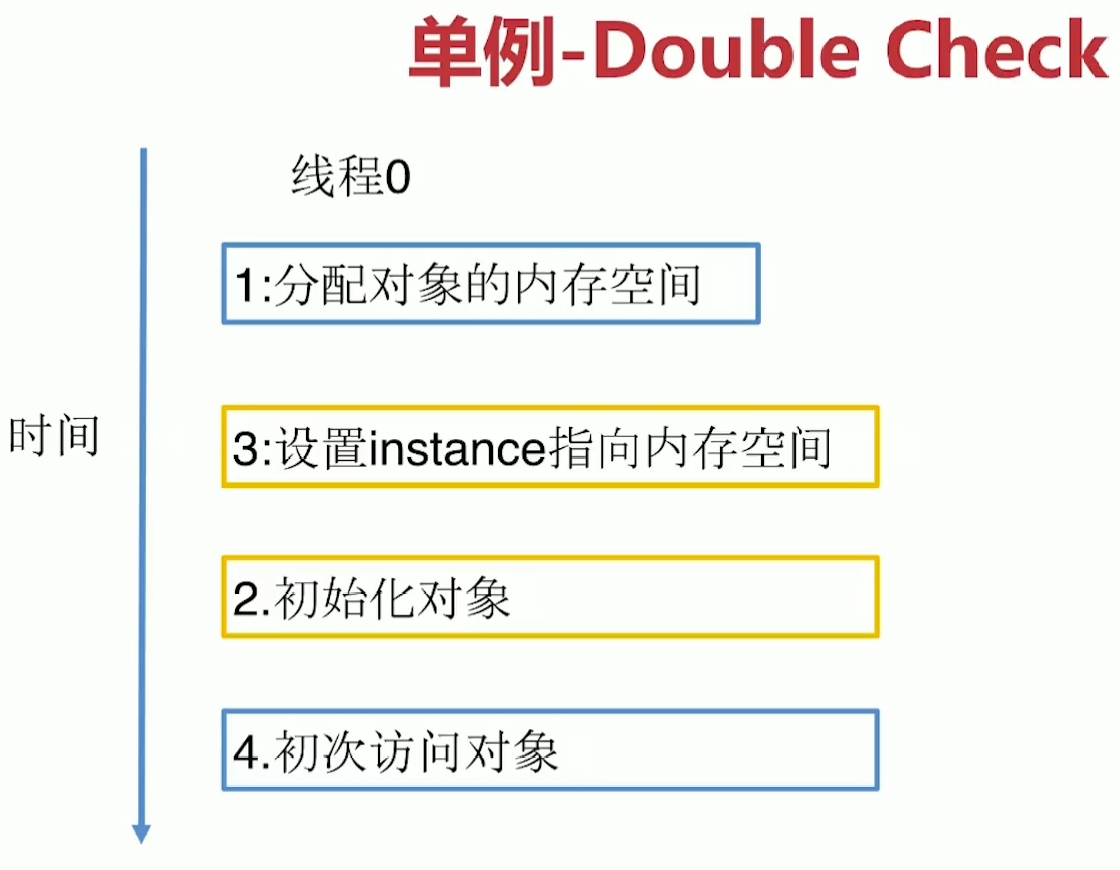 单例-Double Check
线程0
1:分配对象的内存空间
时间
3:设置instance指向内存空间
2.初始化对象
4.初次访问对象